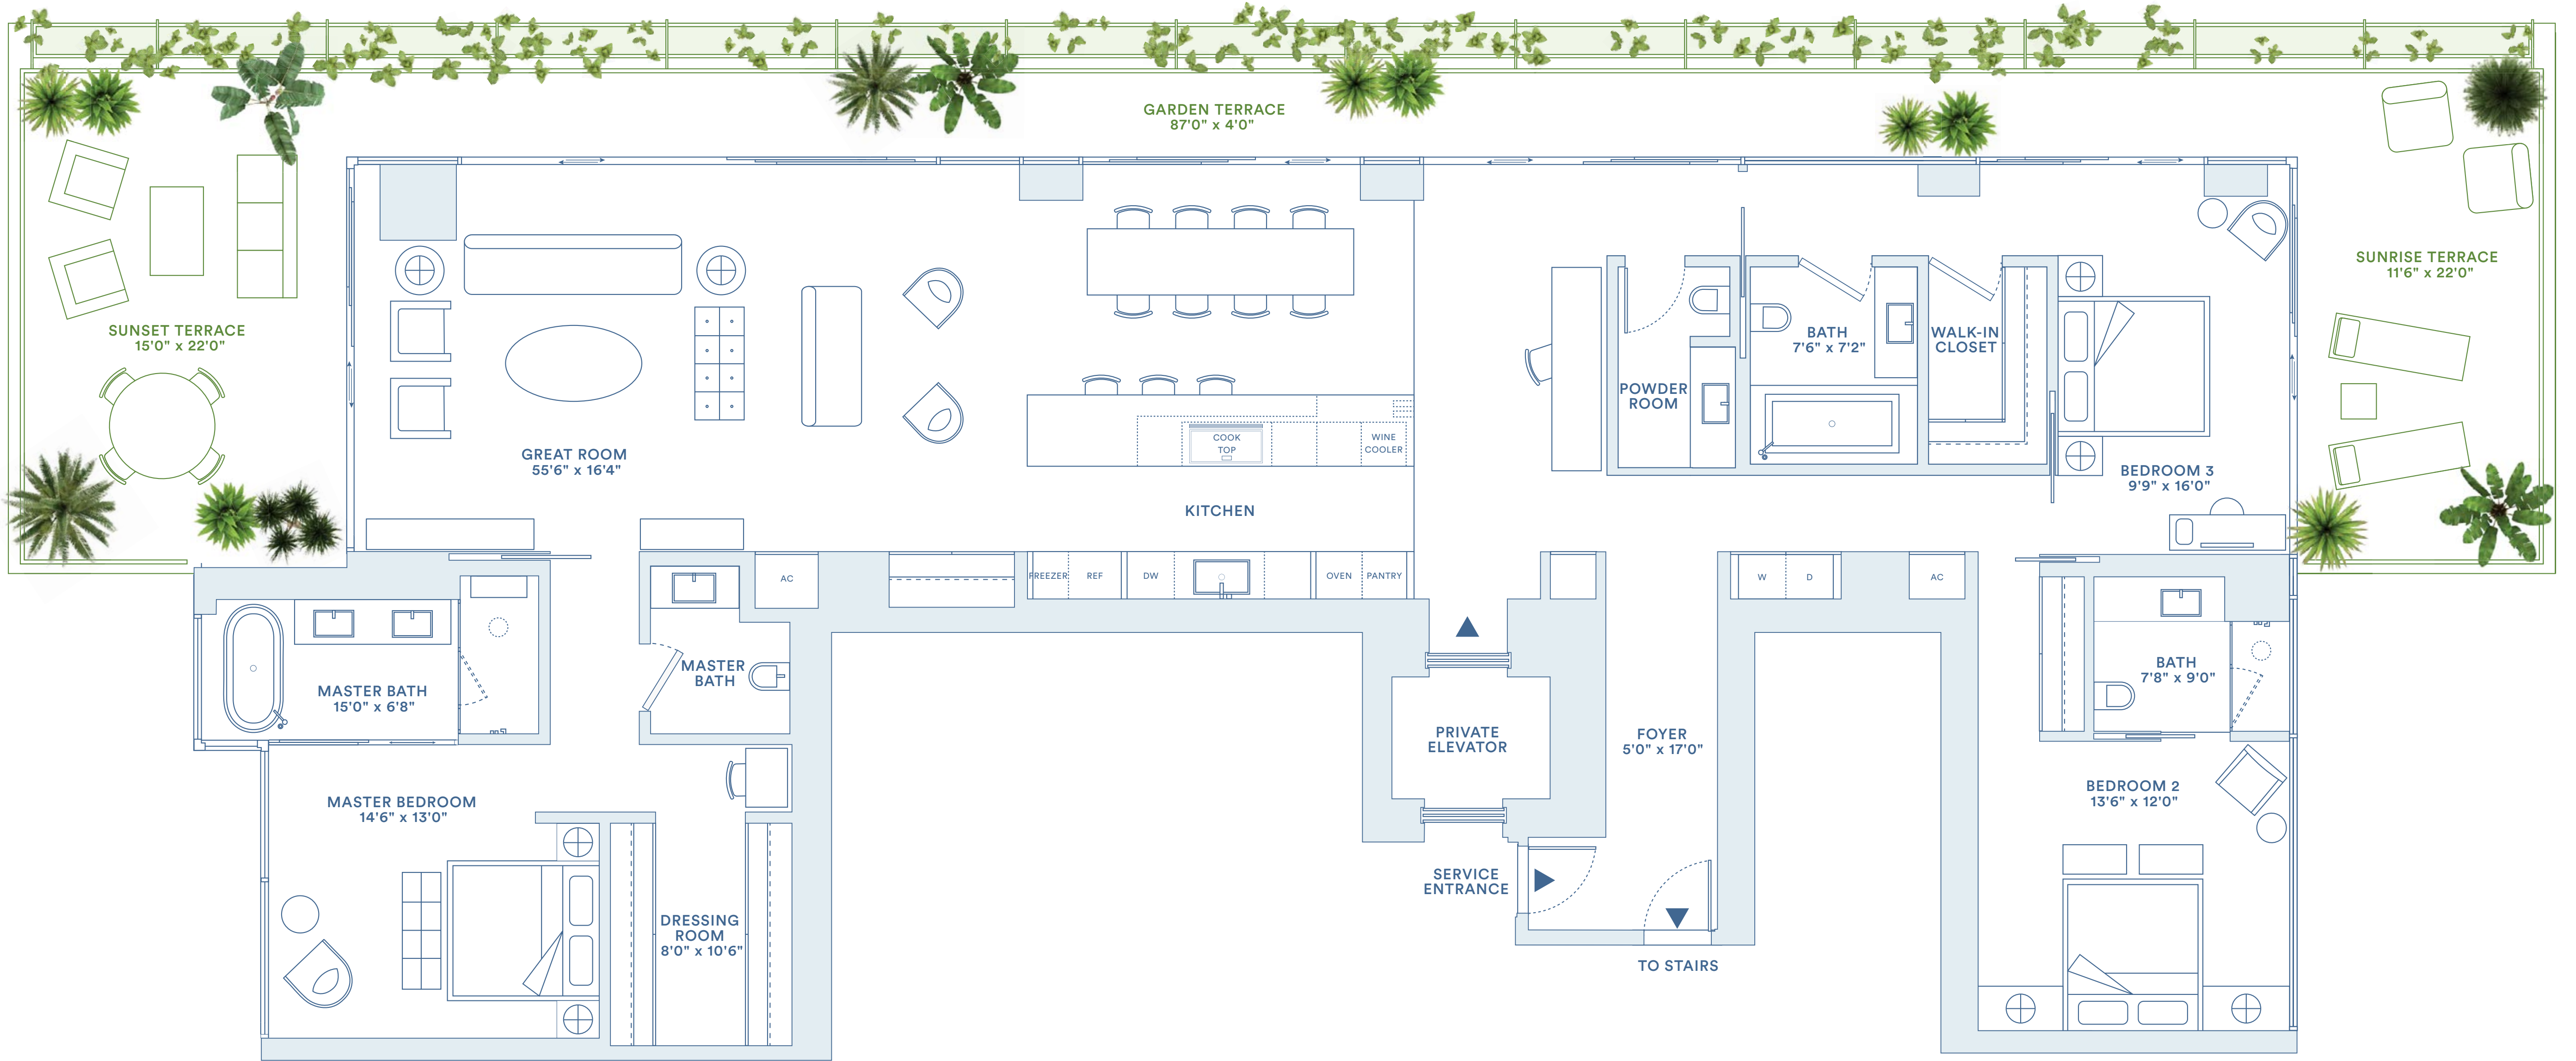 GARDEN TERRACE
87'0" x 4'0"
SUNSET TERRACE
15'0" x 22'0"
SUNRISE TERRACE
11'6" x 22'0"
GREAT ROOM
55'6" x 16'4"
COOK
TOP
WINE
COOLER
KITCHEN
POWDER
ROOM
BATH
7'6" x 7'2"
WALK-IN
CLOSET
BEDROOM 3
9'9" x 16'0"
AC
FREEZER
REF
DW
OVEN
PANTRY
W
D
AC
MASTER BATH
15'0" x 6'8"
MASTER
BATH
PRIVATE
ELEVATOR
FOYER
5'0" x 17'0"
BATH
7'8" x 9'0"
MASTER BEDROOM
14'6" x 13'0"
BEDROOM 2
13'6" x 12'0"
DRESSING
ROOM
8'0" x 10'6"
SERVICE
ENTRANCE
TO STAIRS